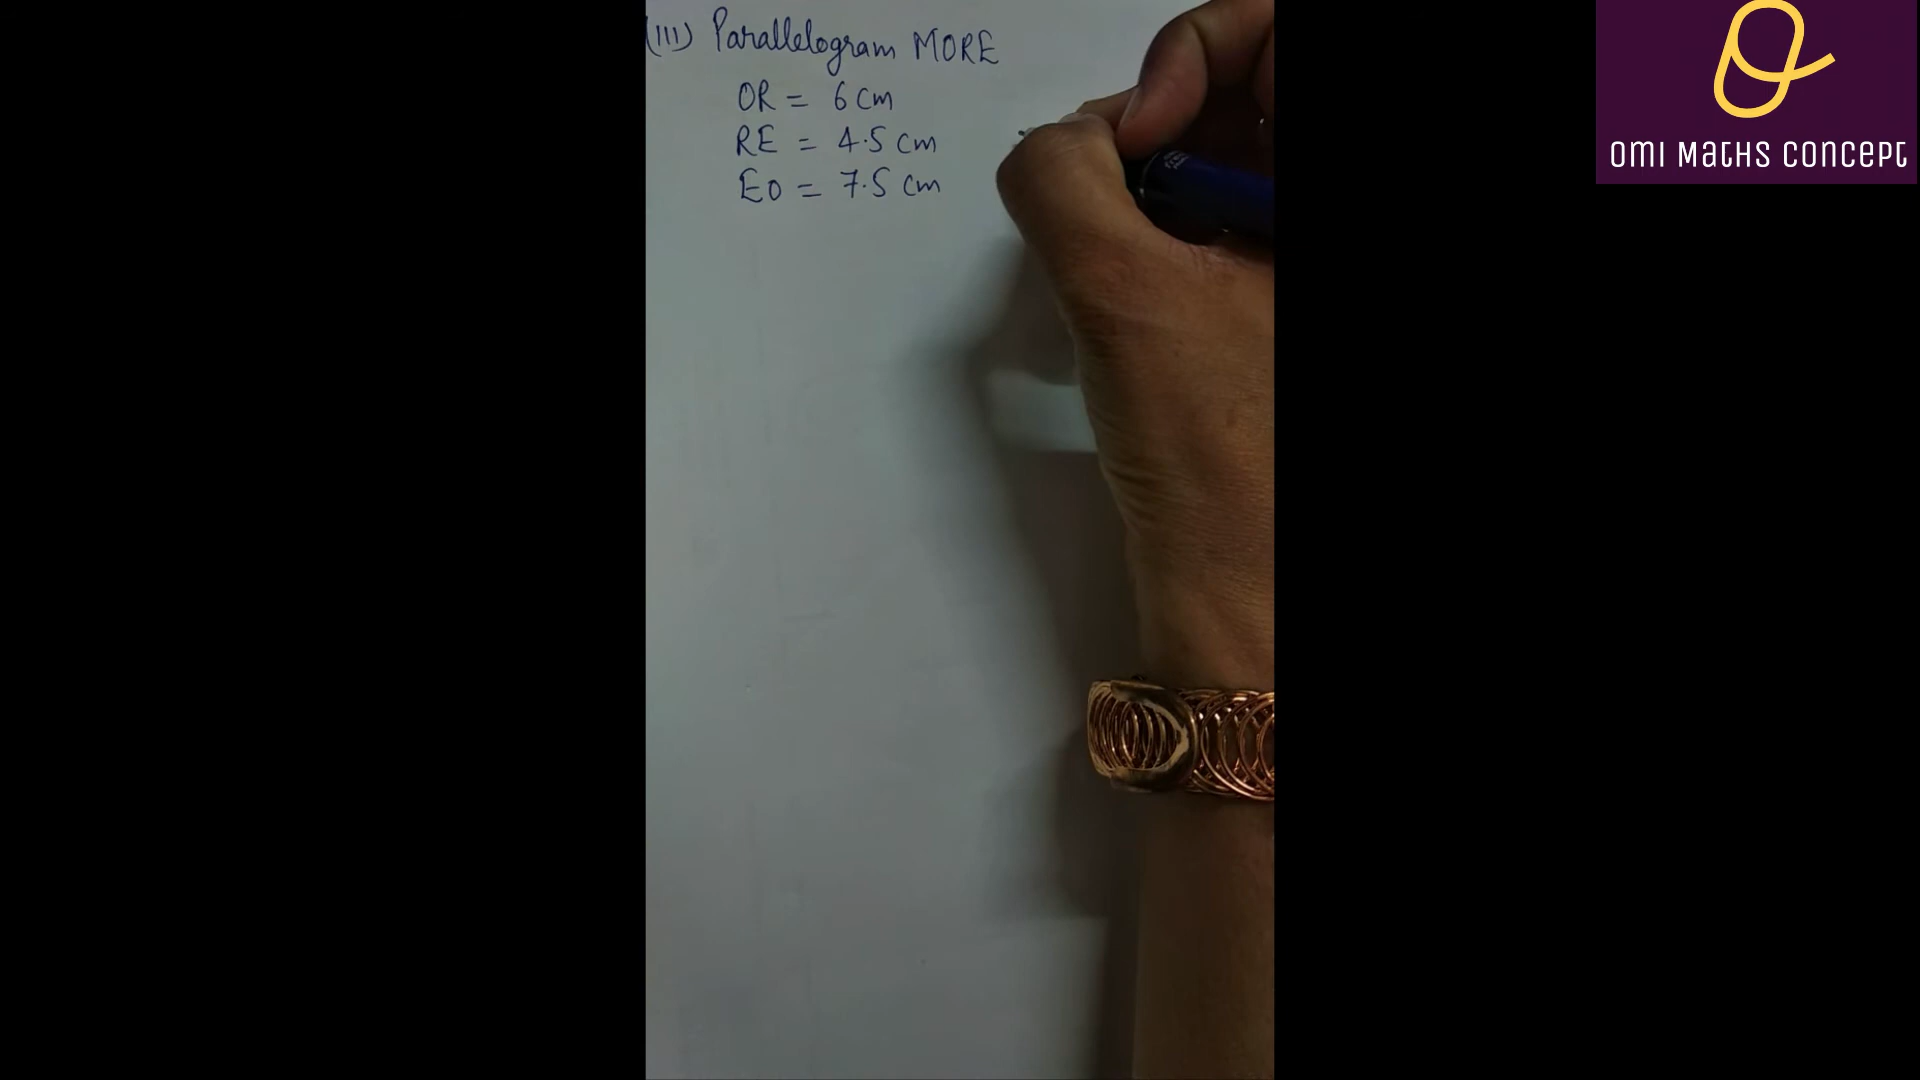 (III) Parallelogram MORE
OR = 6 cm
RE = 4.5 cm
EO = 7.5 cm
OMI MATHS CONCEPT